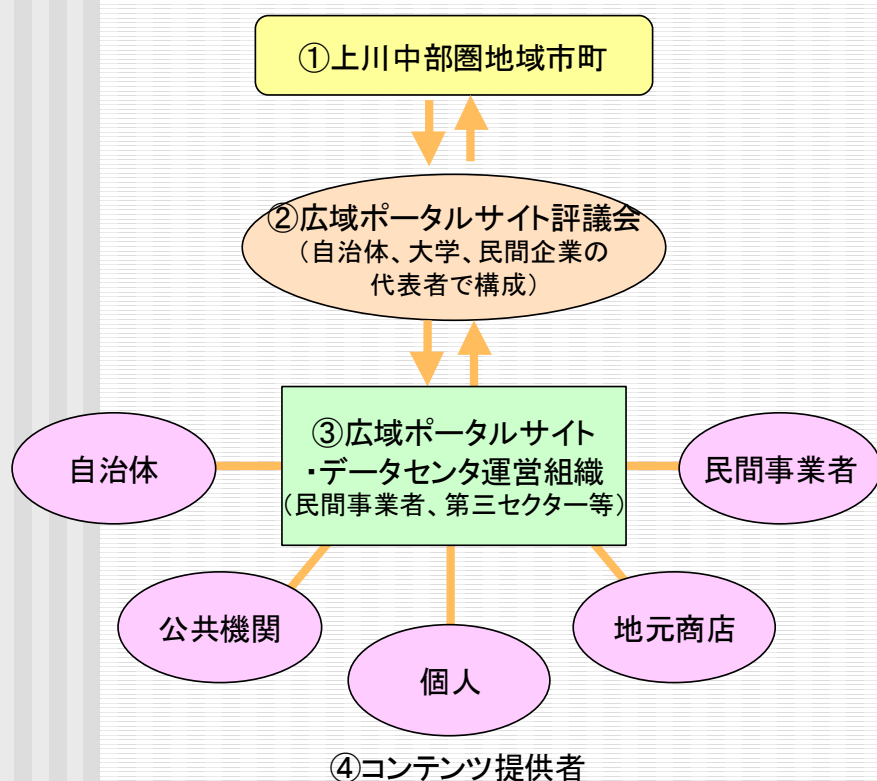 ①上川中部圏地域市町
②広域ポータルサイト評議会
（自治体、大学、民間企業の
代表者で構成）
③広域ポータルサイト
・データセンタ運営組織
（民間事業者、第三セクター等）
自治体
民間事業者
公共機関
地元商店
個人
④コンテンツ提供者